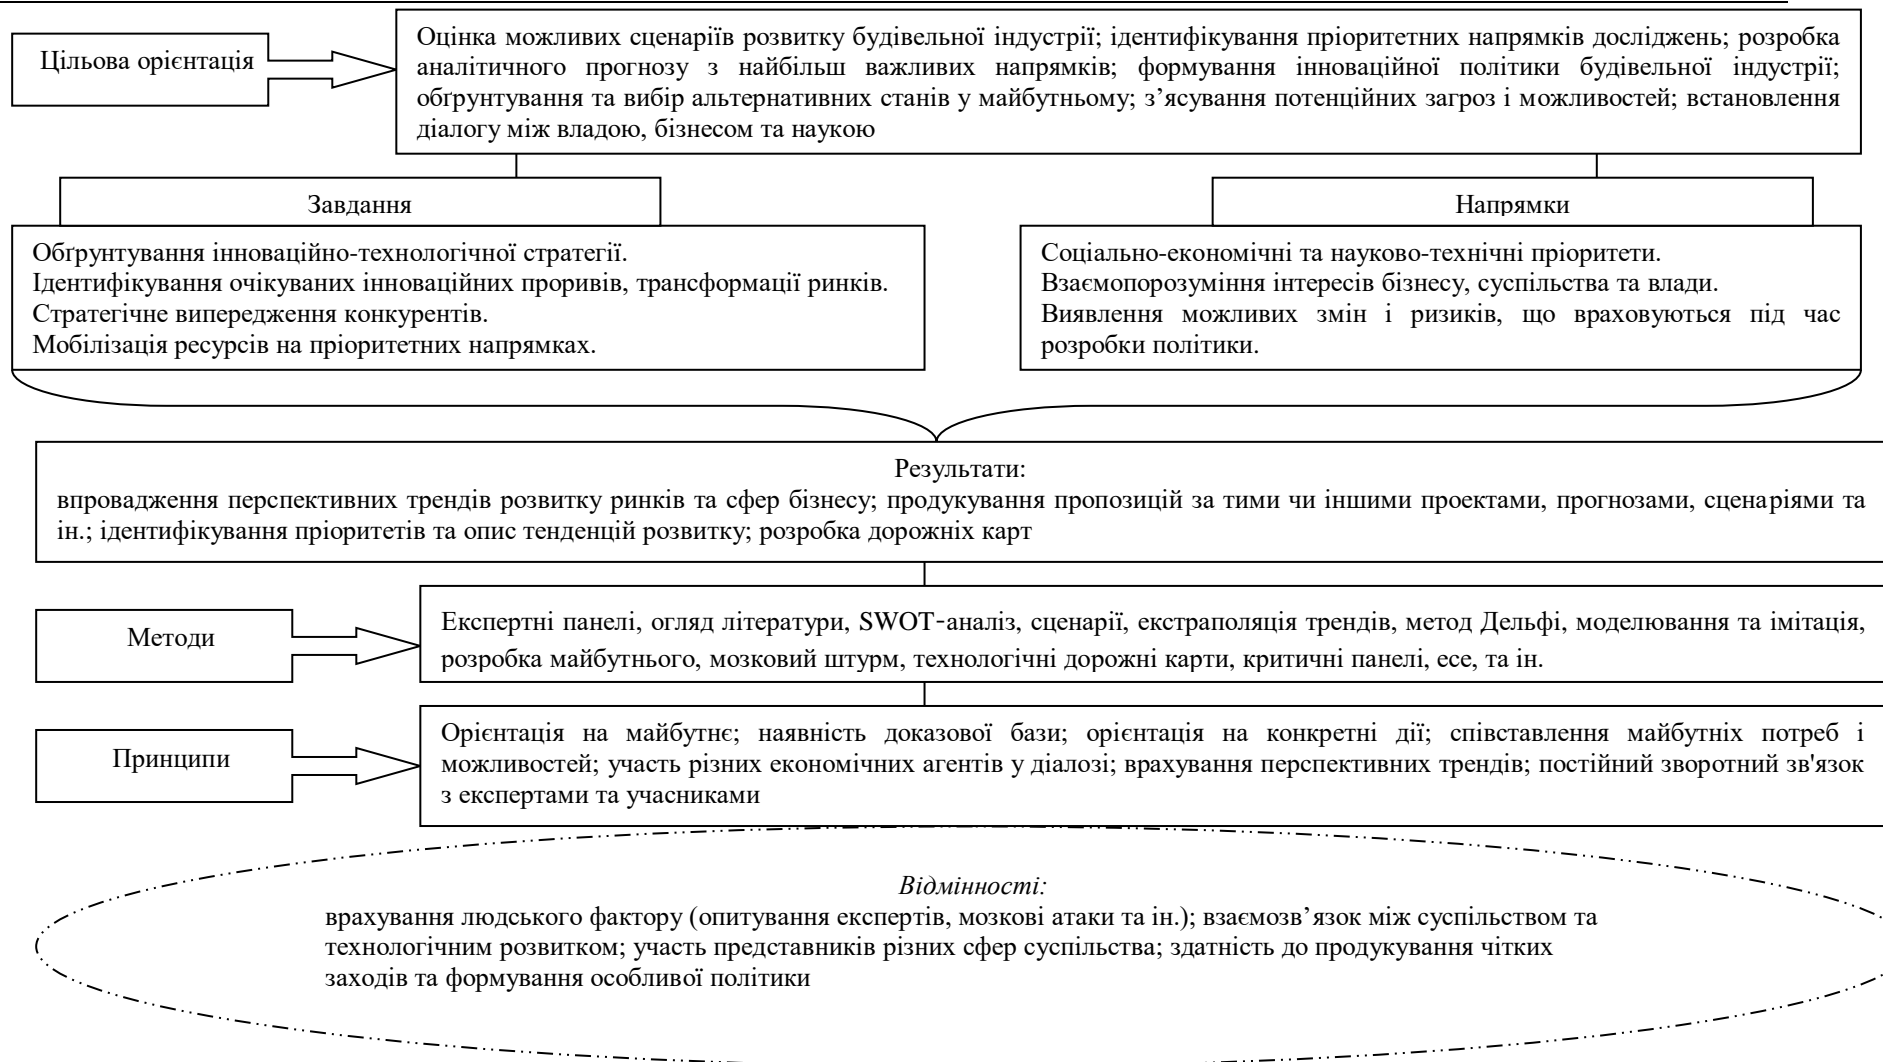 Цільова орієнтація
Оцінка можливих сценаріїв розвитку будівельної індустрії; ідентифікування пріоритетних напрямків досліджень; розробка
аналітичного прогнозу з найбільш важливих напрямків; формування інноваційної політики будівельної індустрії;
обґрунтування та вибір альтернативних станів у майбутньому; з’ясування потенційних загроз і можливостей; встановлення
діалогу між владою, бізнесом та наукою
Завдання
Обґрунтування інноваційно-технологічної стратегії.
Ідентифікування очікуваних інноваційних проривів, трансформації ринків.
Стратегічне випередження конкурентів.
Мобілізація ресурсів на пріоритетних напрямках.
Напрямки
Соціально-економічні та науково-технічні пріоритети.
Взаємопорозуміння інтересів бізнесу, суспільства та влади.
Виявлення можливих змін і ризиків, що враховуються під час
розробки політики.
Результати:
впровадження перспективних трендів розвитку ринків та сфер бізнесу; продукування пропозицій за тими чи іншими проектами, прогнозами, сценаріями та
ін.; ідентифікування пріоритетів та опис тенденцій розвитку; розробка дорожніх карт
Методи
Експертні панелі, огляд літератури, SWOT-аналіз, сценарії, екстраполяція трендів, метод Дельфі, моделювання та імітація,
розробка майбутнього, мозковий штурм, технологічні дорожні карти, критичні панелі, есе, та ін.
Принципи
Орієнтація на майбутнє; наявність доказової бази; орієнтація на конкретні дії; співставлення майбутніх потреб і
можливостей; участь різних економічних агентів у діалозі; врахування перспективних трендів; постійний зворотний зв'язок
з експертами та учасниками
Відмінності:
врахування людського фактору (опитування експертів, мозкові атаки та ін.); взаємозв’язок між суспільством та
технологічним розвитком; участь представників різних сфер суспільства; здатність до продукування чітких
заходів та формування особливої політики